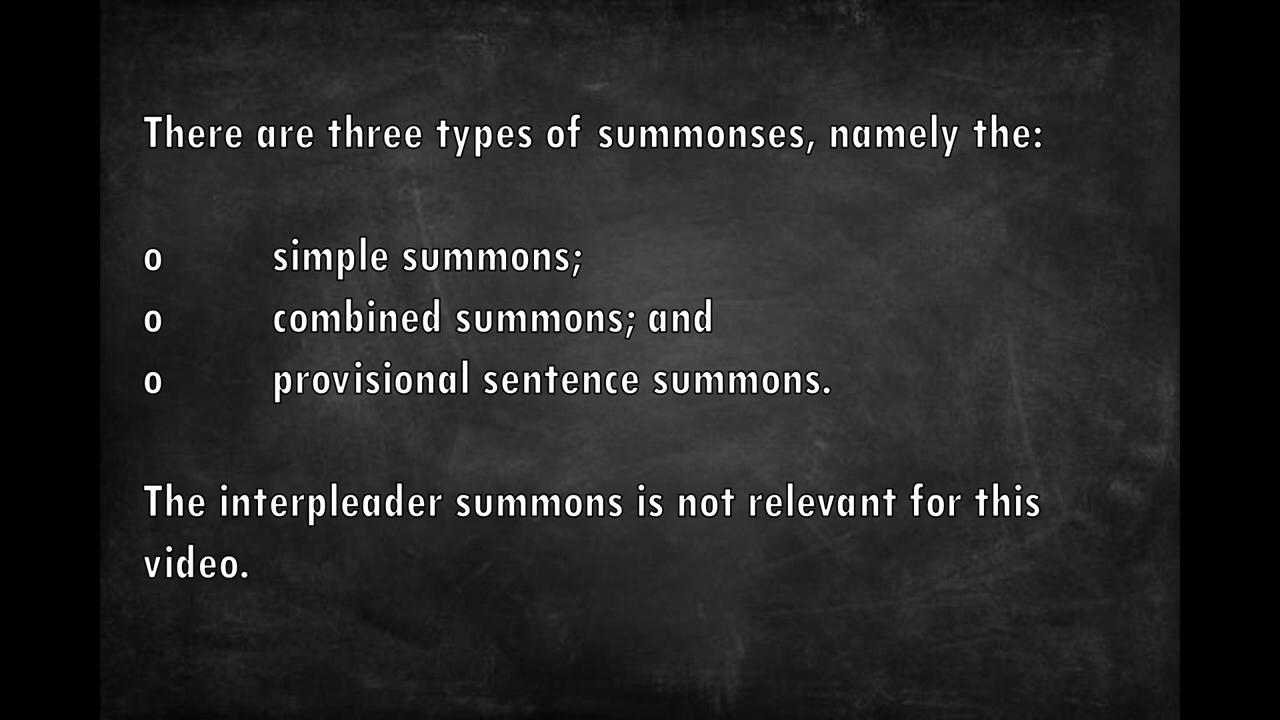 There are three types of summonses, namely the:
o simple summons;
o combined summons; and
o provisional sentence summons.
The interpleader summons is not relevant for this
video.